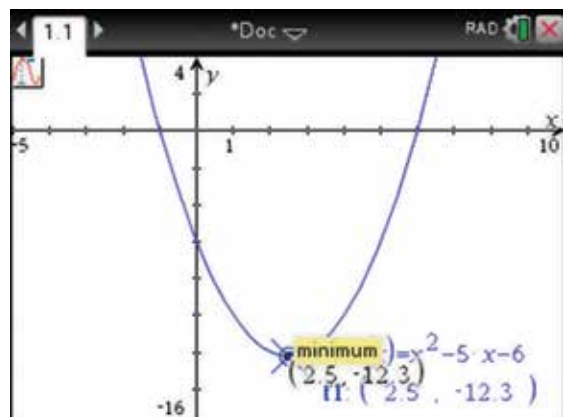 1.1 *Doc RAD
4 y
x
-5 1 10
minimum )=x²-5·x-6
(2.5, -12.3)
( 2.5 , -12.3 )
-16